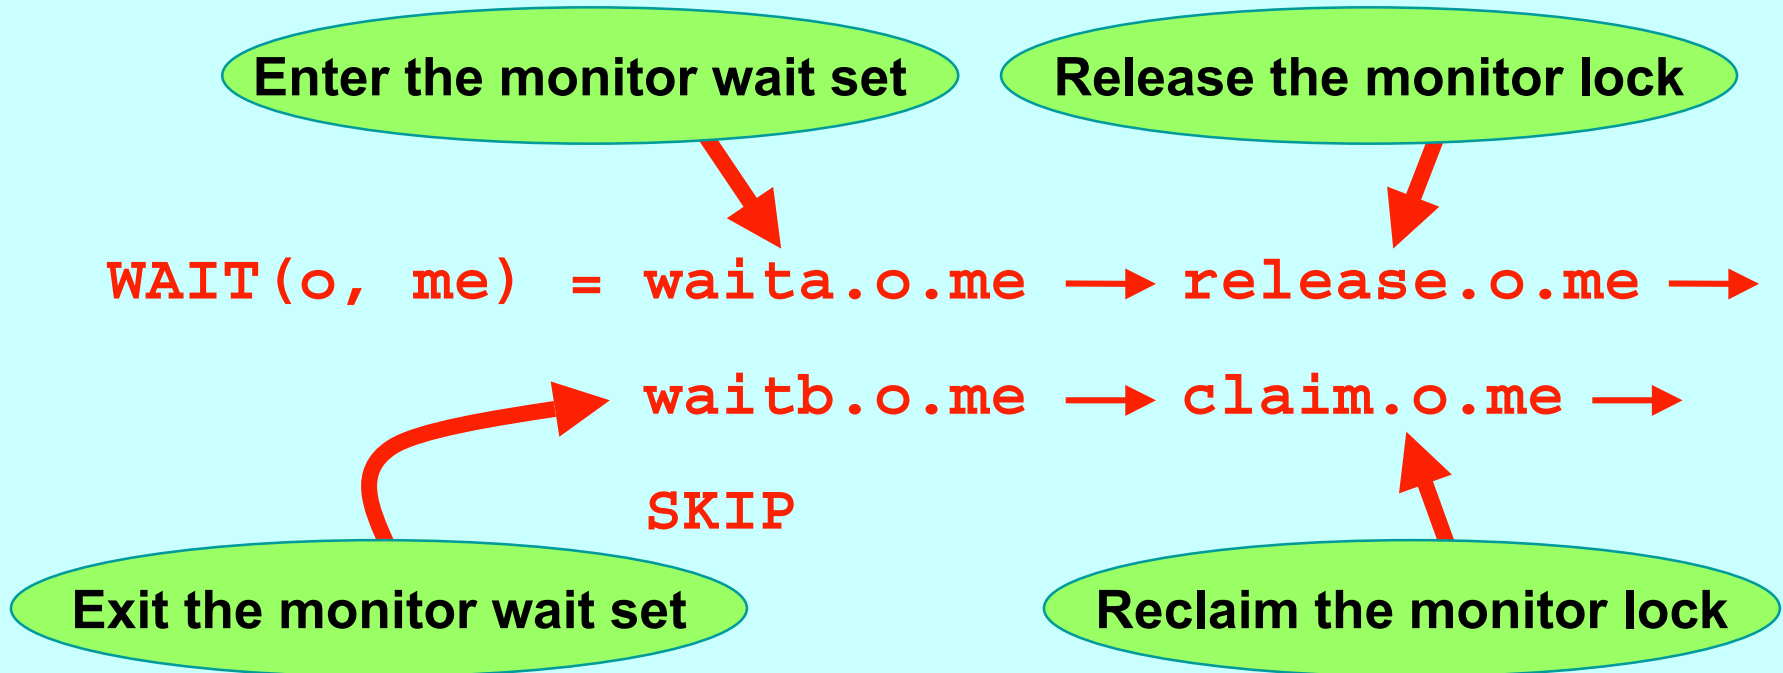 Enter the monitor wait set
Release the monitor lock
WAIT(o, me) = waita.o.me → release.o.me →
waitb.o.me → claim.o.me →
SKIP
Exit the monitor wait set
Reclaim the monitor lock